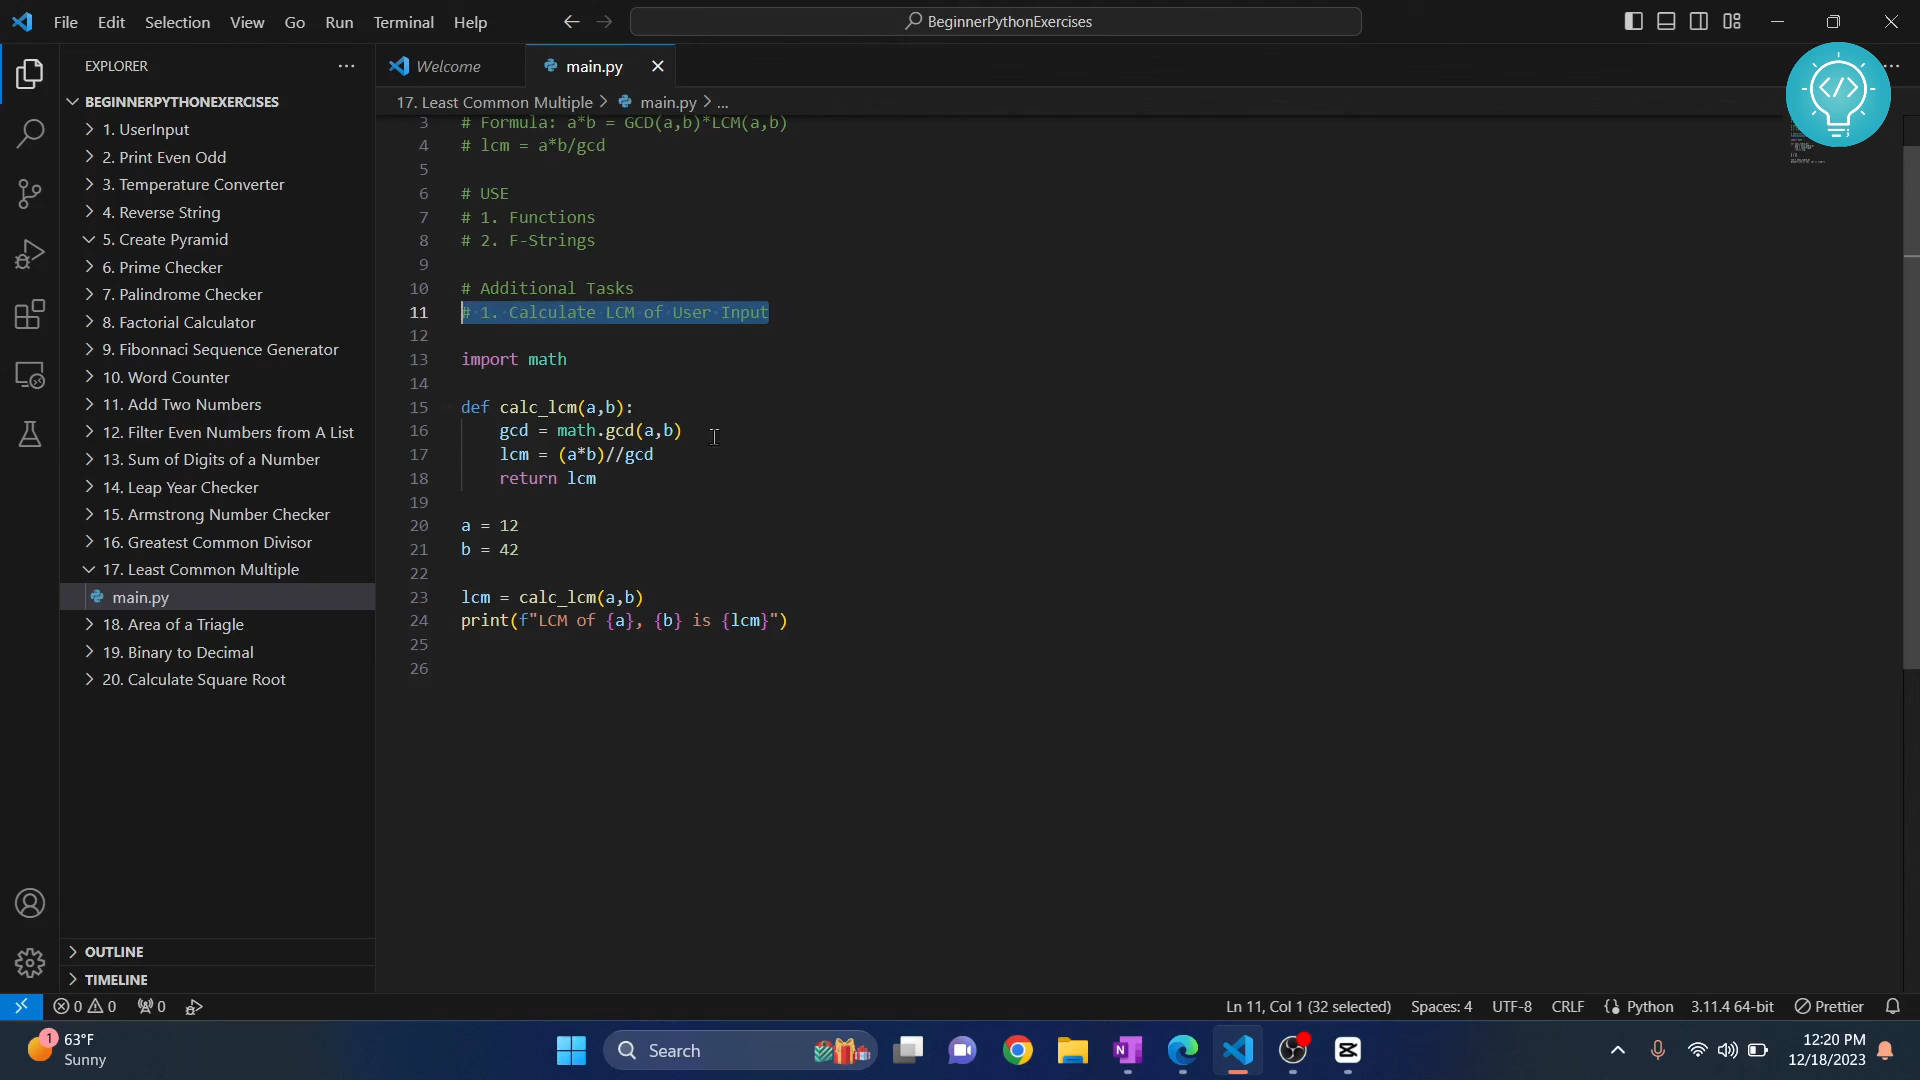 File Edit Selection View Go Run Terminal Help
BeginnerPythonExercises
EXPLORER
BEGINNERPYTHONEXERCISES
1. UserInput
2. Print Even Odd
3. Temperature Converter
4. Reverse String
5. Create Pyramid
6. Prime Checker
7. Palindrome Checker
8. Factorial Calculator
9. Fibonnaci Sequence Generator
10. Word Counter
11. Add Two Numbers
12. Filter Even Numbers from A List
13. Sum of Digits of a Number
14. Leap Year Checker
15. Armstrong Number Checker
16. Greatest Common Divisor
17. Least Common Multiple
main.py
18. Area of a Triagle
19. Binary to Decimal
20. Calculate Square Root
OUTLINE
TIMELINE
Welcome
main.py
17. Least Common Multiple > main.py > ...
3 # Formula: a*b = GCD(a,b)*LCM(a,b)
4 # lcm = a*b/gcd
5
6 # USE
7 # 1. Functions
8 # 2. F-Strings
9
10 # Additional Tasks
11 # 1. Calculate LCM of User Input
12
13 import math
14
15 def calc_lcm(a,b):
16 gcd = math.gcd(a,b)
17 lcm = (a*b)//gcd
18 return lcm
19
20 a = 12
21 b = 42
22
23 lcm = calc_lcm(a,b)
24 print(f"LCM of {a}, {b} is {lcm}")
25
26
</>
0 0 0
Ln 11, Col 1 (32 selected) Spaces: 4 UTF-8 CRLF Python 3.11.4 64-bit Prettier
1
63°F
Sunny
Search
12:20 PM
12/18/2023